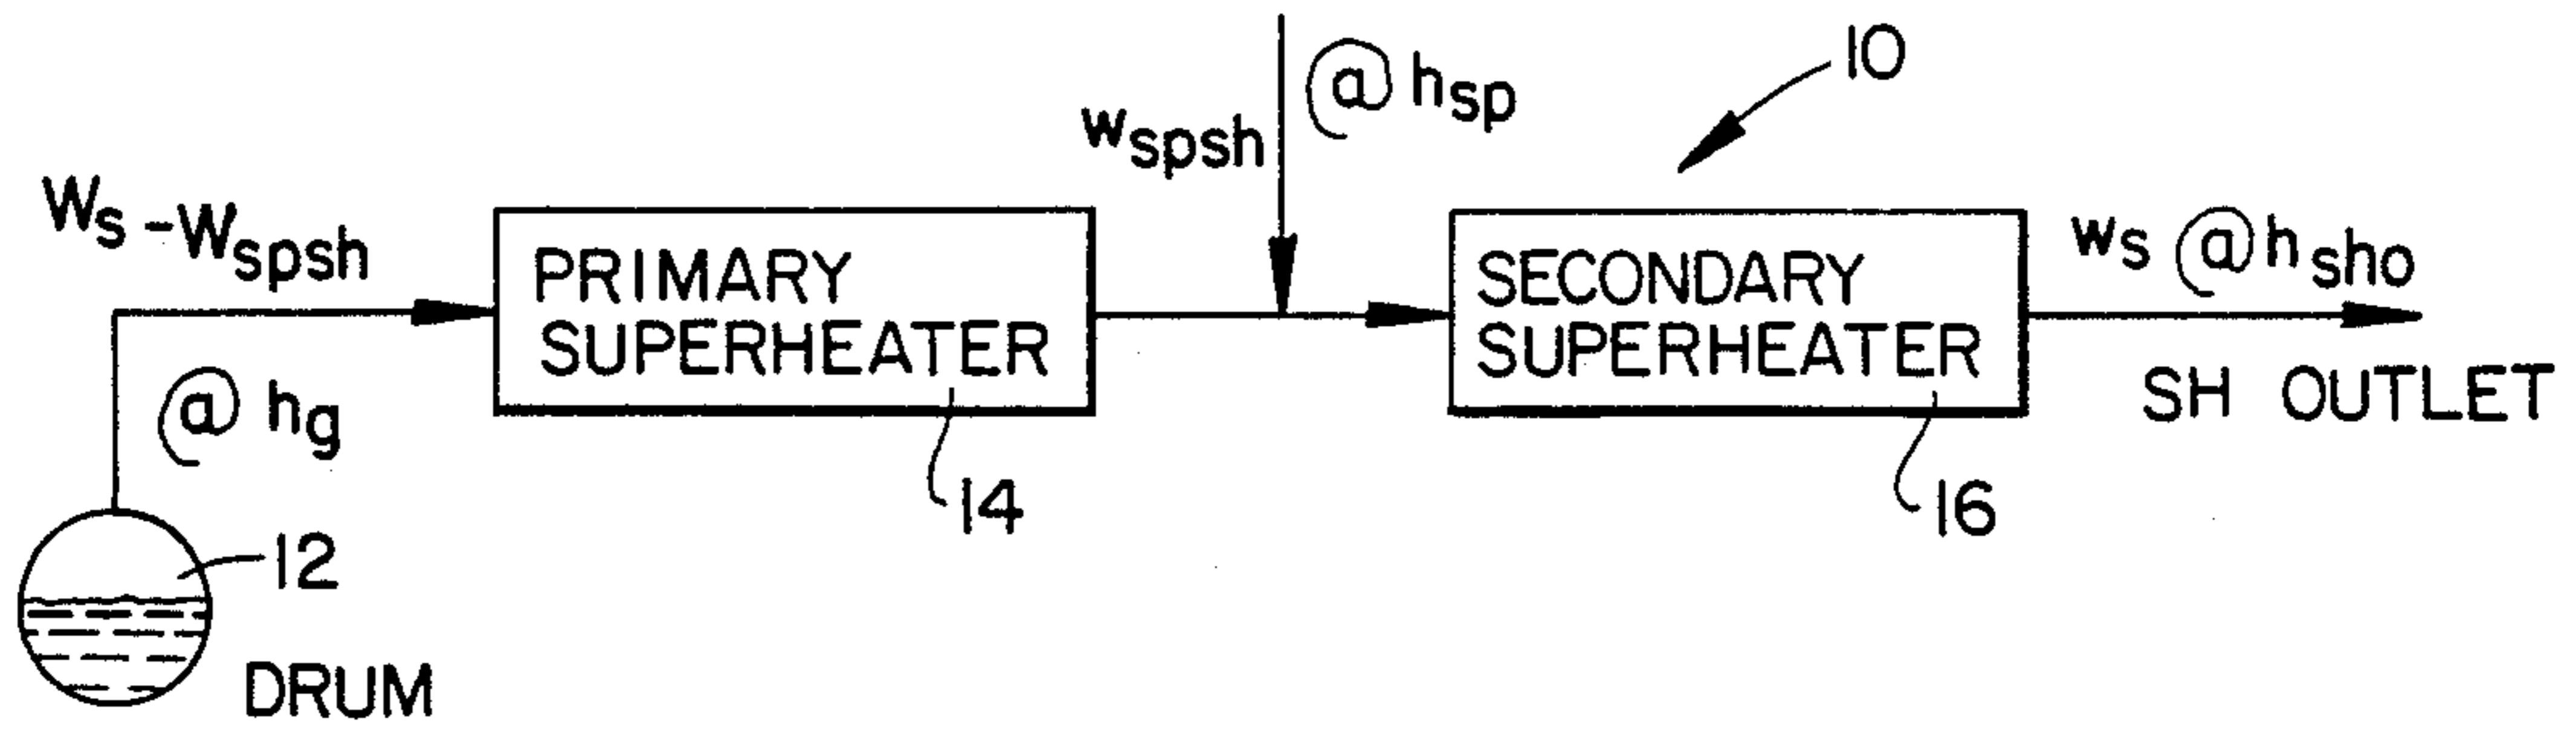 10
@ hsp
wspsh
Ws -Wspsh
PRIMARY
SUPERHEATER
SECONDARY
SUPERHEATER
ws @ hsho
SH OUTLET
@ hg
14
16
12
DRUM